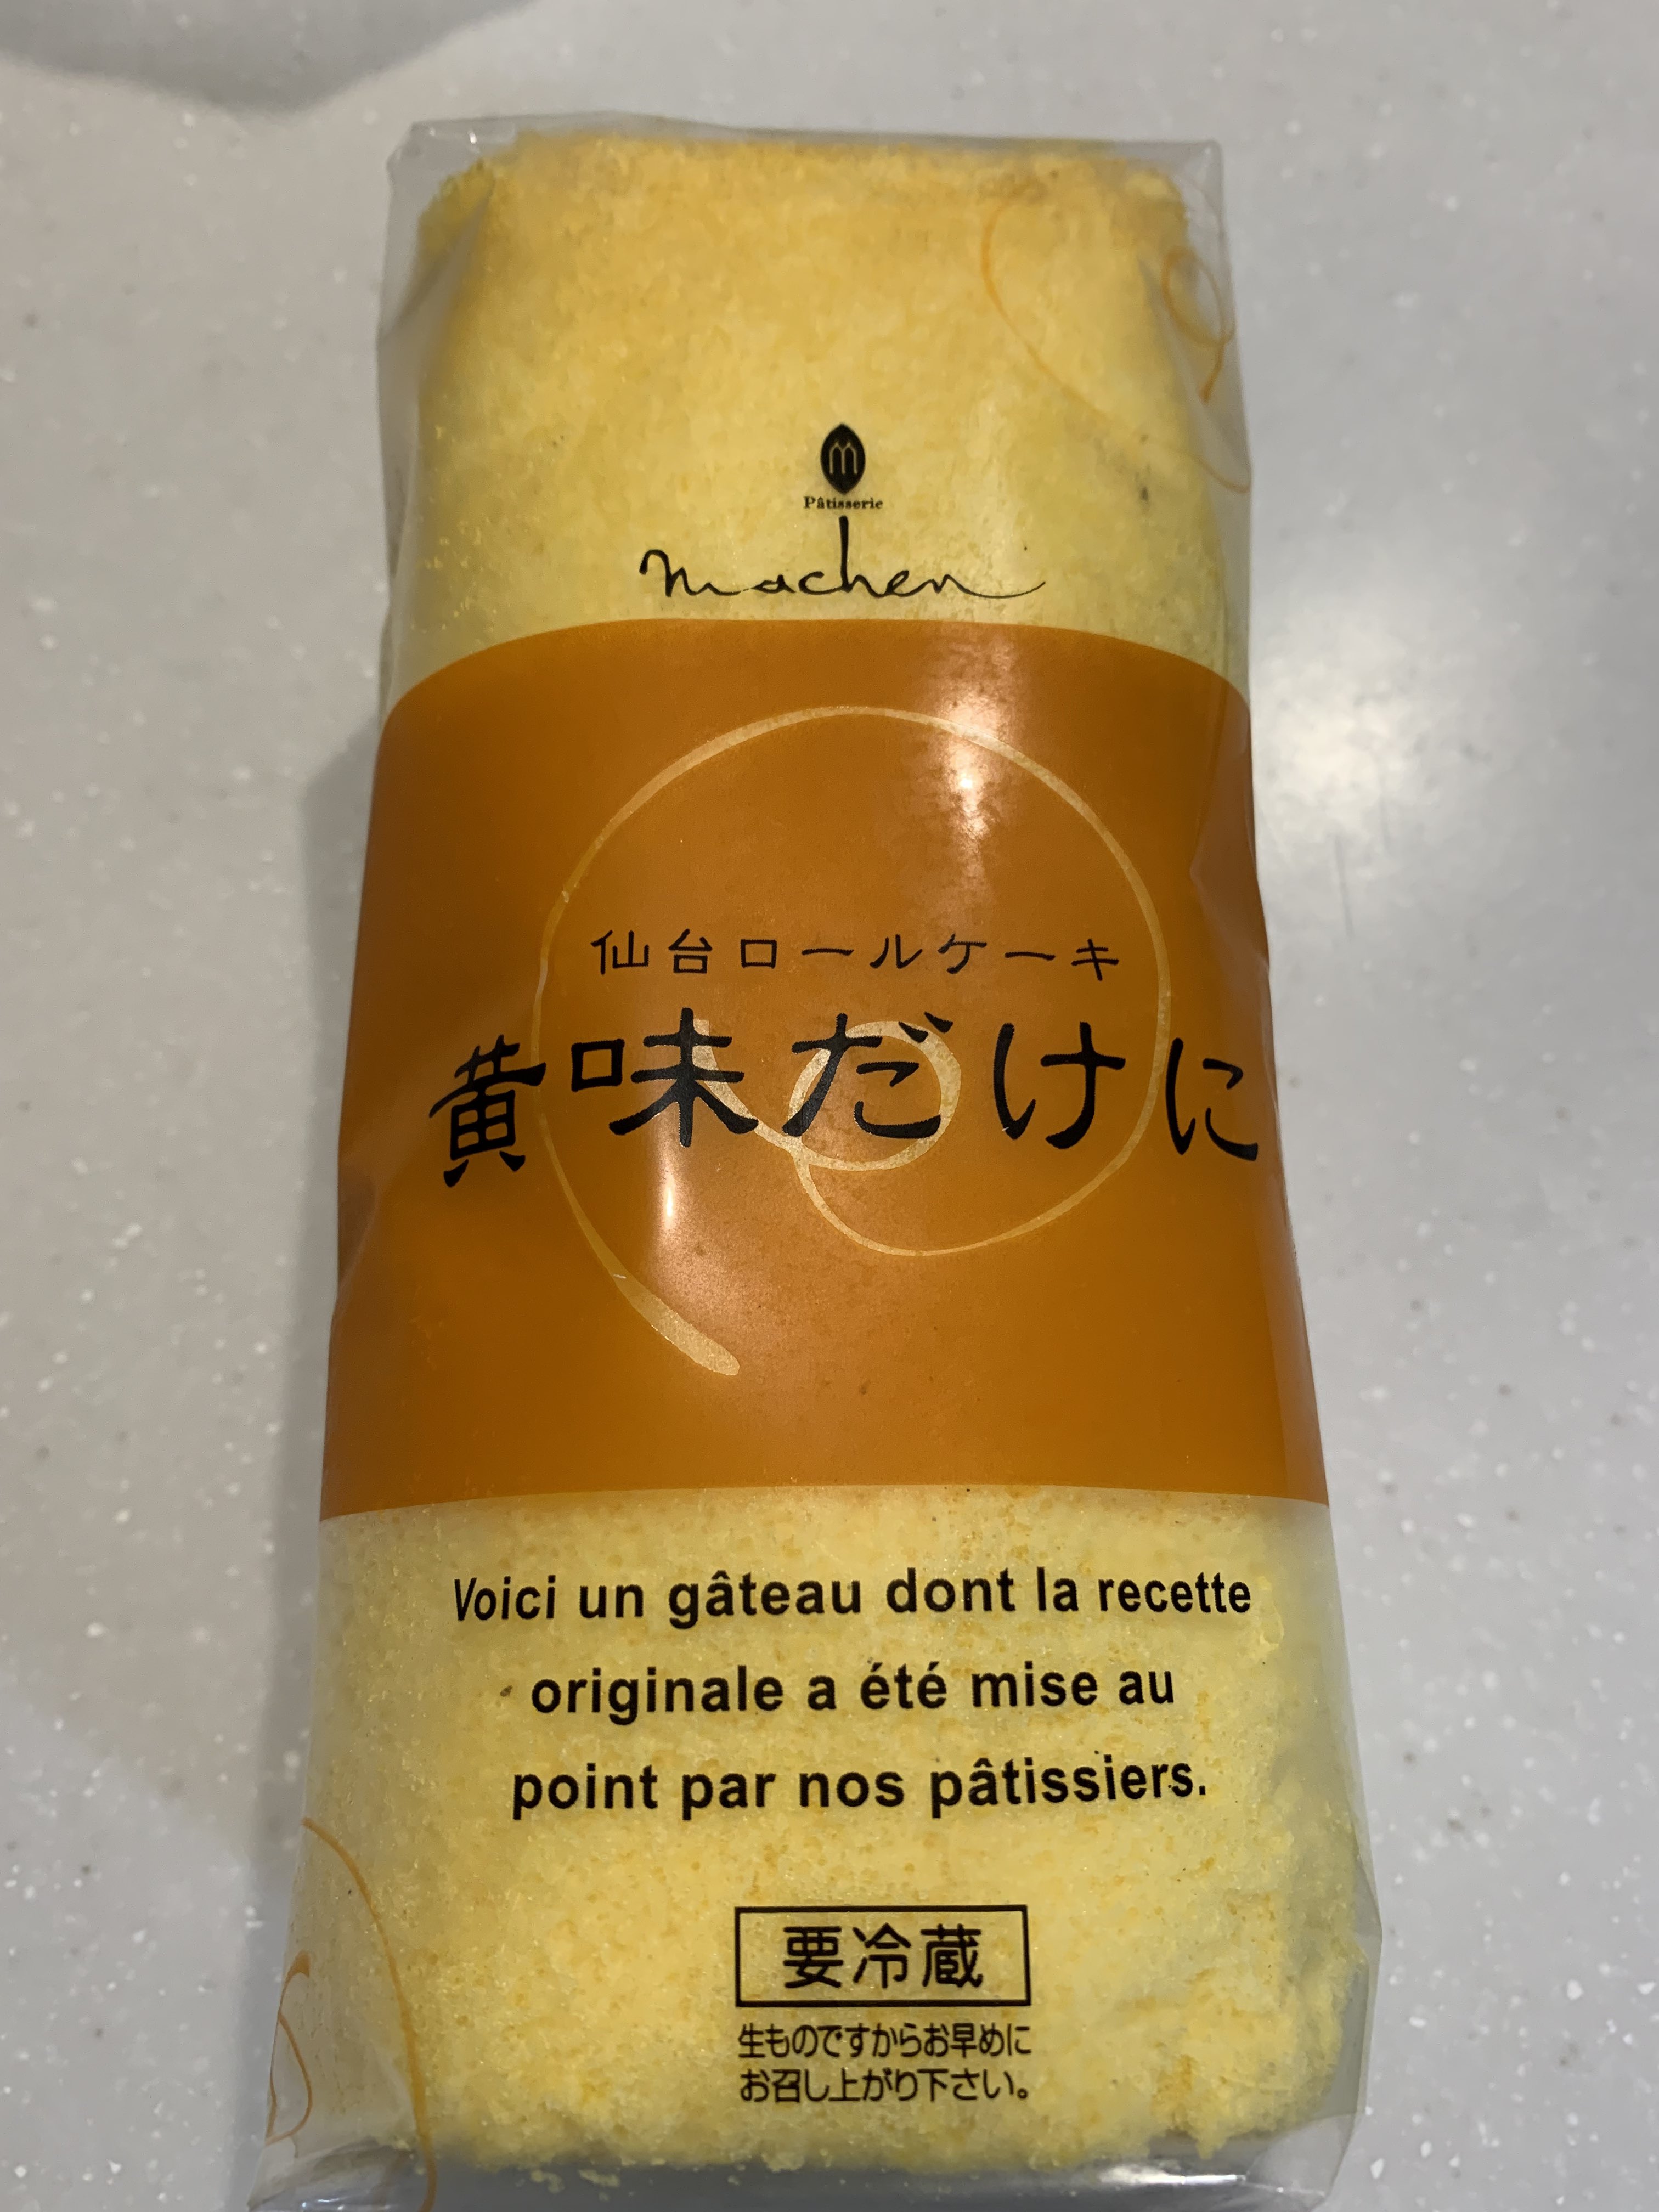 m
Pâtisserie
machen
仙台ロールケーキ
黄味だけに
Voici un gâteau dont la recette
originale a été mise au
point par nos pâtissiers.
要冷蔵
生ものですからお早めに
お召し上がり下さい。